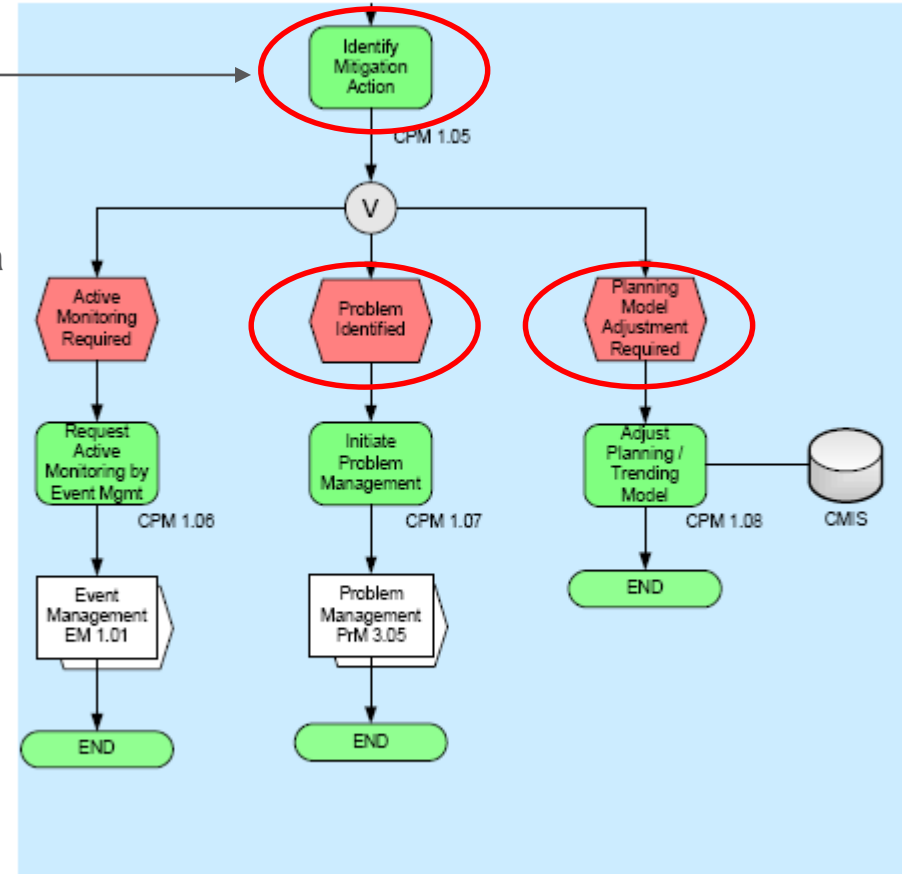 Identify
Mitigation
Action
CPM 1.05
V
n
Active
Monitoring
Required
Problem
Identified
Planning
Model
Adjustment
Required
Request
Active
Monitoring by
Event Mgmt
CPM 1.06
Initiate
Problem
Management
CPM 1.07
Adjust
Planning /
Trending
Model
CPM 1.08
CMIS
Event
Management
EM 1.01
Problem
Management
PrM 3.05
END
END
END